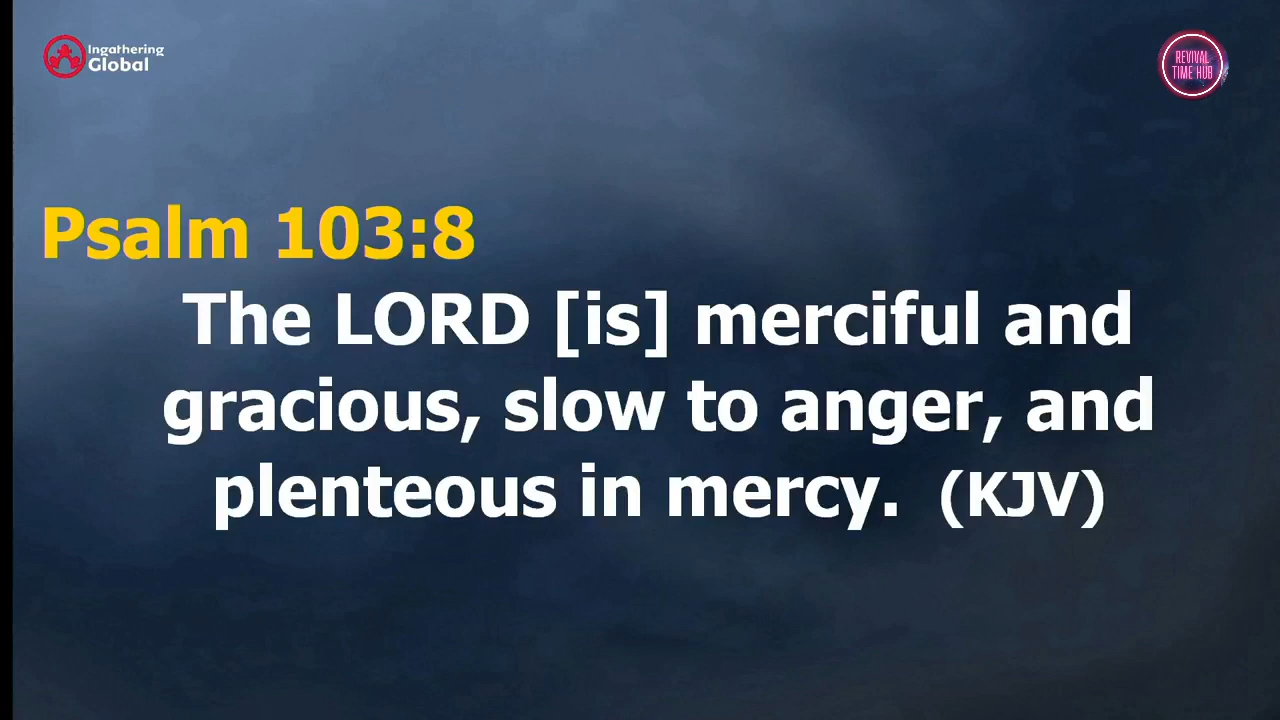 Ingathering
Global
REVIVAL
TIME HUB
Psalm 103:8
The LORD [is] merciful and
gracious, slow to anger, and
plenteous in mercy. (KJV)